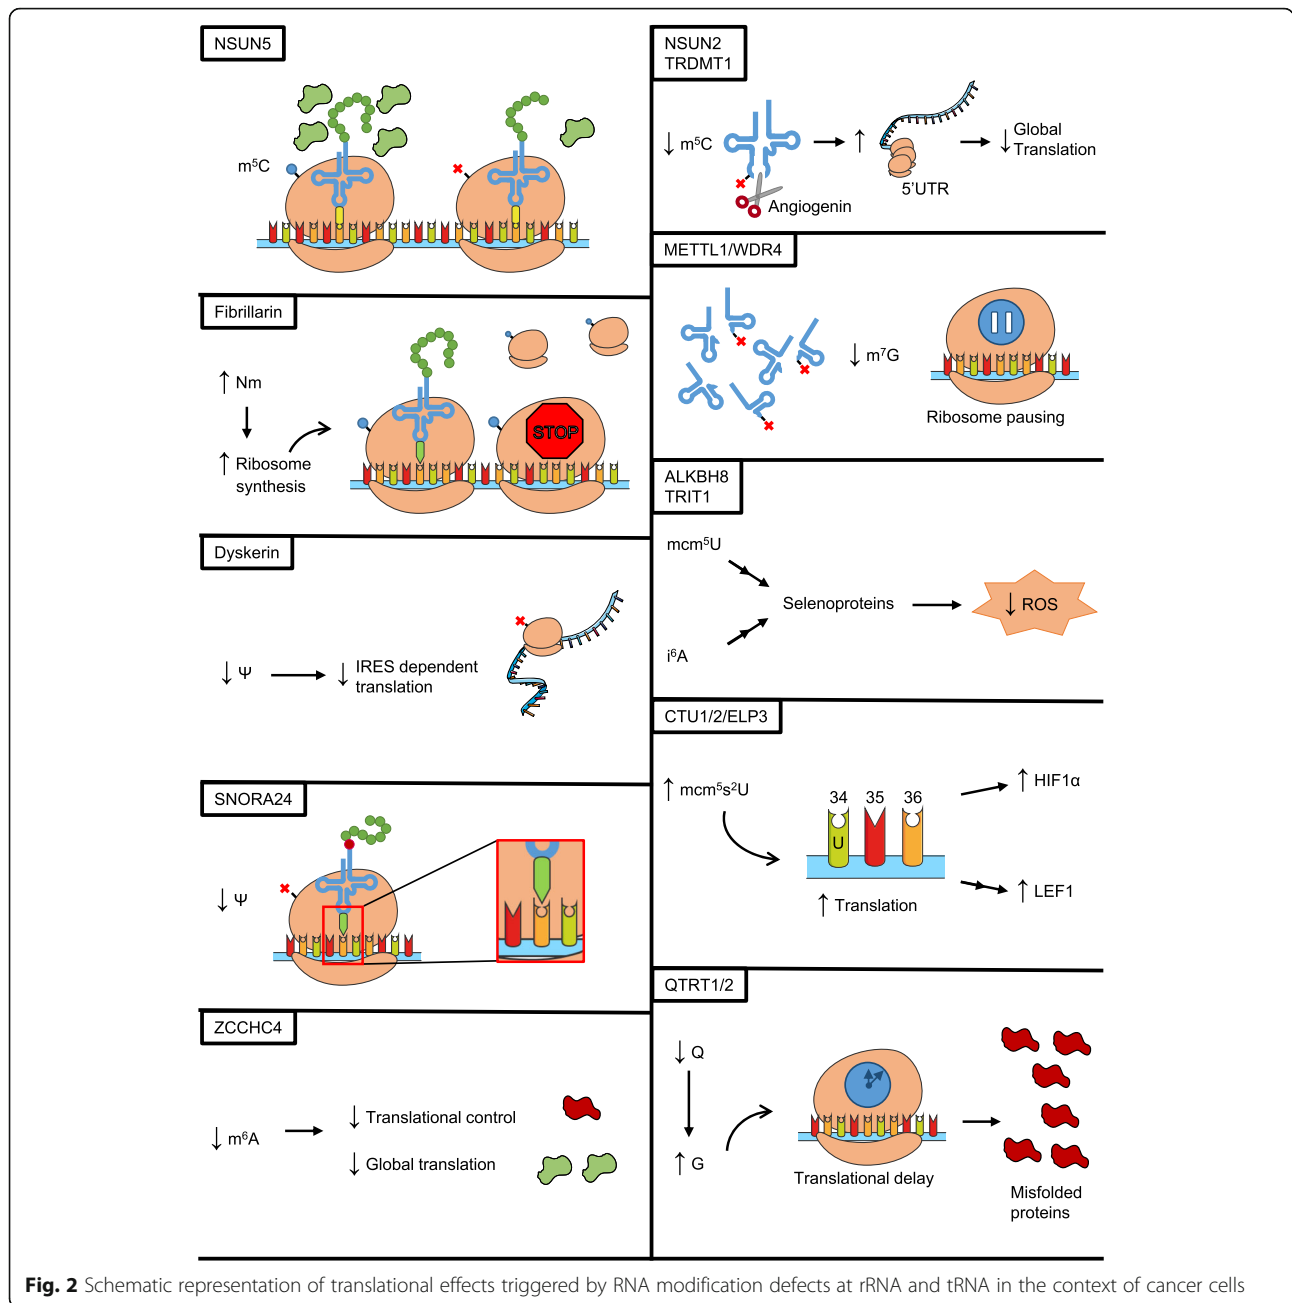 NSUN5
m⁵C
Fibrillarin
↑ Nm
↑ Ribosome
synthesis
STOP
Dyskerin
↓ Ψ
↓ IRES dependent
translation
SNORA24
↓ Ψ
ZCCHC4
↓ m⁶A
↓ Translational control
↓ Global translation
NSUN2
TRDMT1
↓ m⁵C
Angiogenin
↑
5'UTR
↓ Global
Translation
METTL1/WDR4
↓ m⁷G
Ribosome pausing
ALKBH8
TRIT1
mcm⁵U
Selenoproteins
↓ ROS
i⁶A
CTU1/2/ELP3
↑ mcm⁵s²U
34 35 36
U
↑ Translation
↑ HIF1α
↑ LEF1
QTRT1/2
↓ Q
↑ G
Translational delay
Misfolded
proteins
Fig. 2 Schematic representation of translational effects triggered by RNA modification defects at rRNA and tRNA in the context of cancer cells